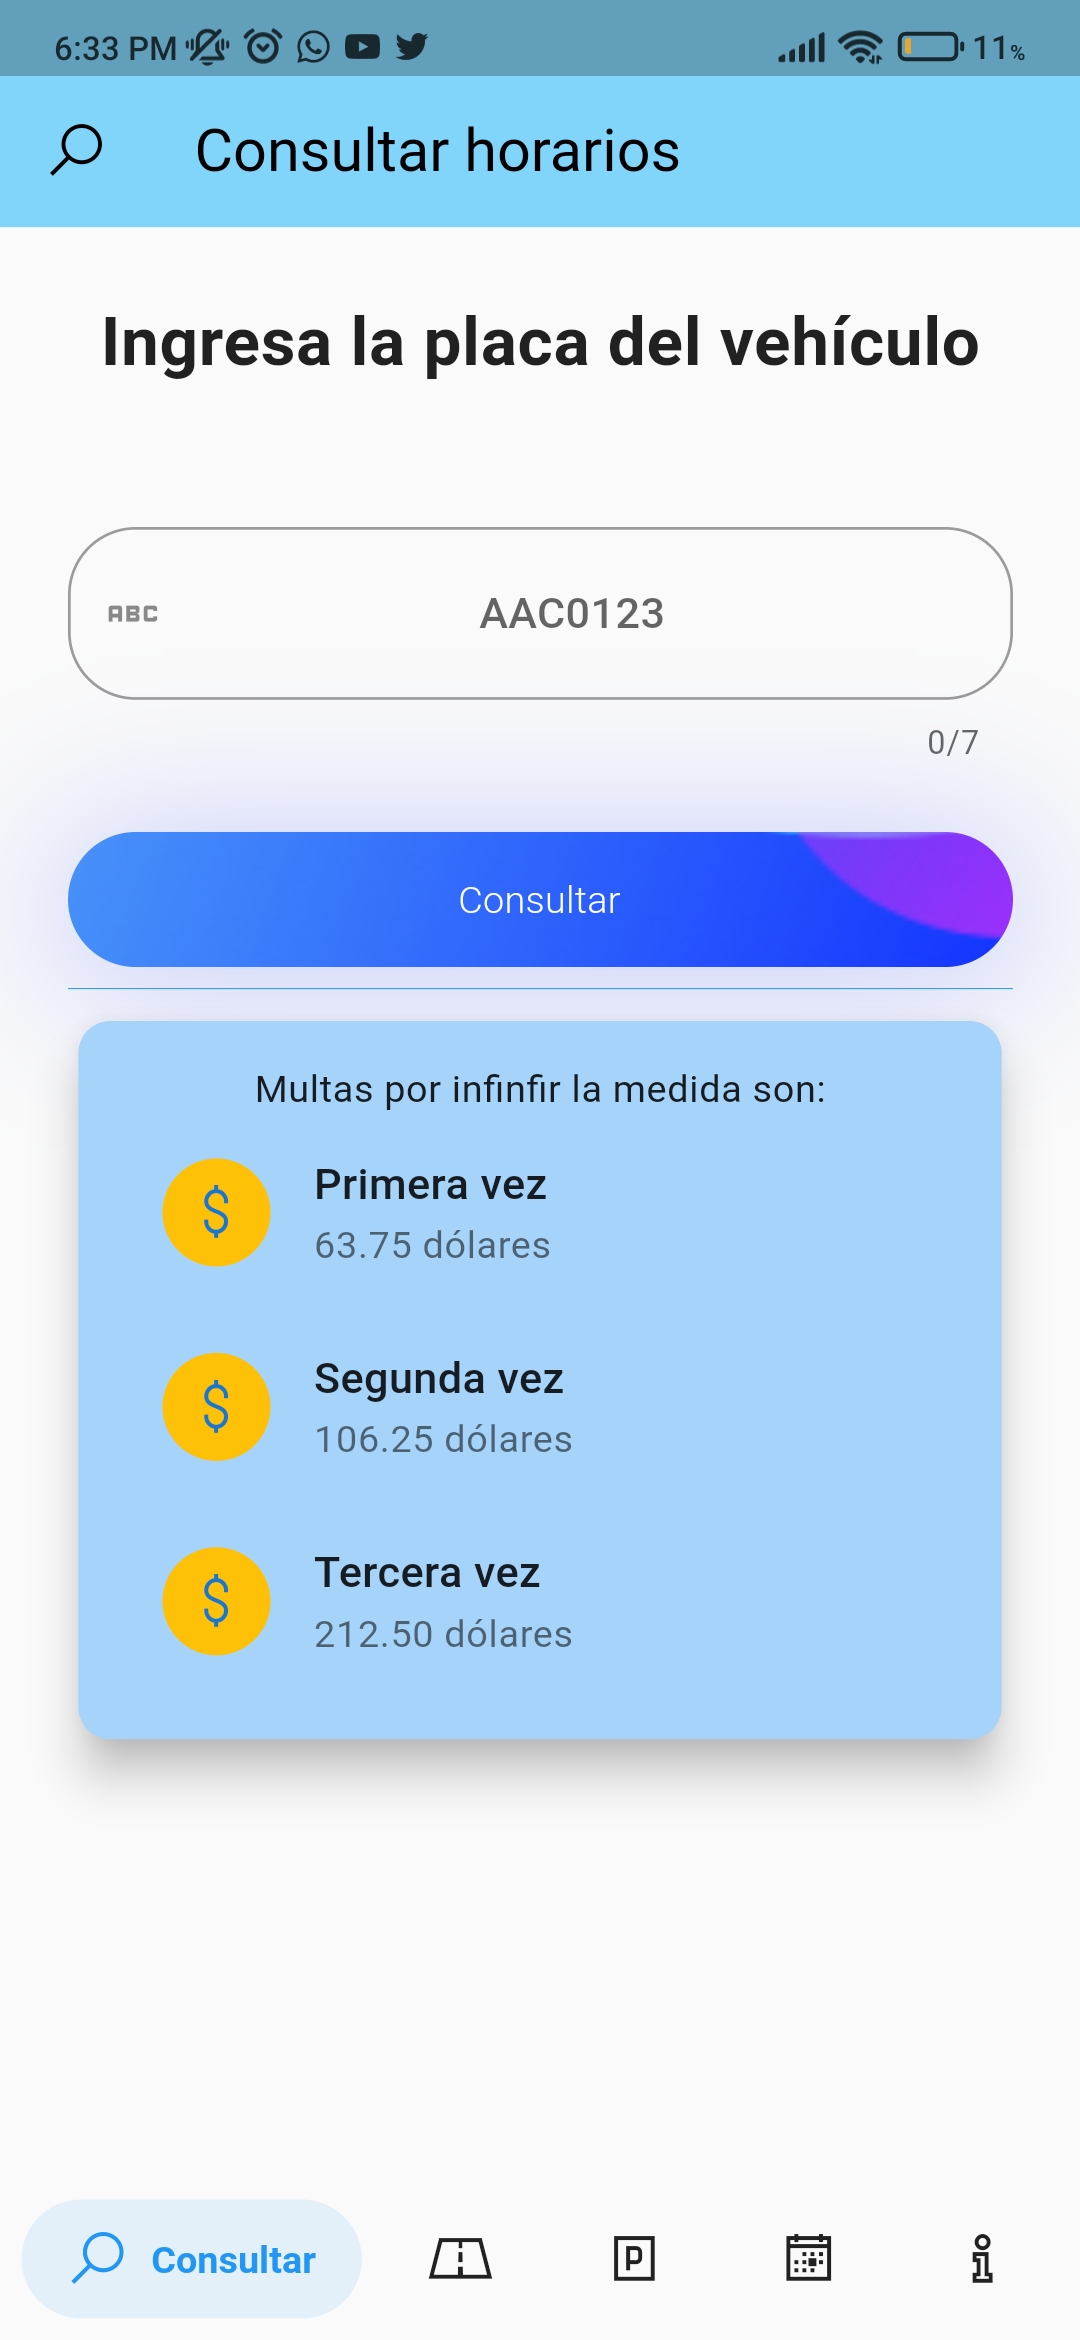 6:33 PM 11%
Consultar horarios
Ingresa la placa del vehículo
ABC AAC0123
0/7
Consultar
Multas por infinfir la medida son:
$ Primera vez
63.75 dólares
$ Segunda vez
106.25 dólares
$ Tercera vez
212.50 dólares
Consultar P